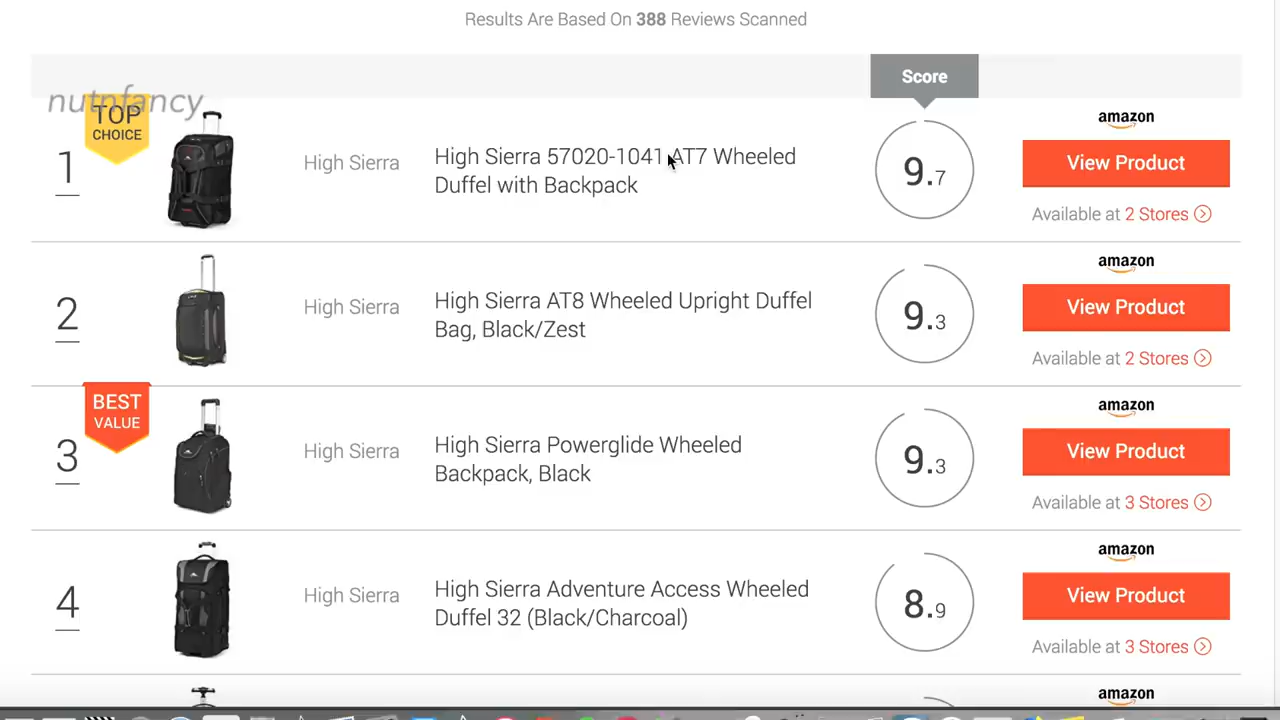 Results Are Based On 388 Reviews Scanned
Score
nutnfancy
TOP
CHOICE
1
High Sierra
High Sierra 57020-1041 AT7 Wheeled
Duffel with Backpack
9.7
amazon
View Product
Available at 2 Stores
2
High Sierra
High Sierra AT8 Wheeled Upright Duffel
Bag, Black/Zest
9.3
amazon
View Product
Available at 2 Stores
BEST
VALUE
3
High Sierra
High Sierra Powerglide Wheeled
Backpack, Black
9.3
amazon
View Product
Available at 3 Stores
4
High Sierra
High Sierra Adventure Access Wheeled
Duffel 32 (Black/Charcoal)
8.9
amazon
View Product
Available at 3 Stores
amazon